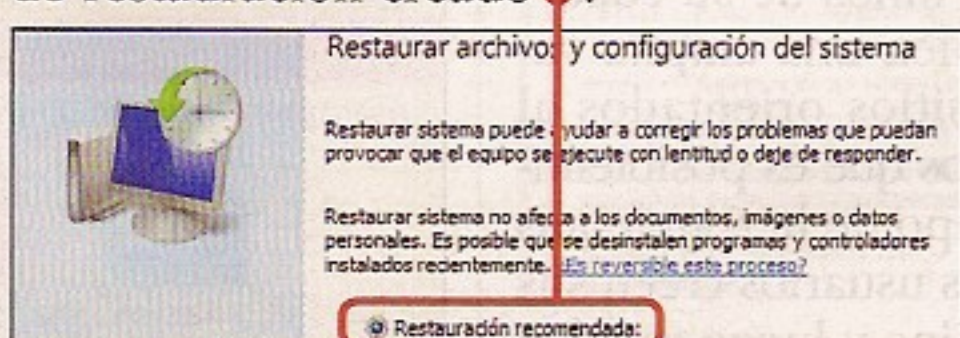 Restaurar archivos y configuración del sistema
Restaurar sistema puede ayudar a corregir los problemas que puedan
provocar que el equipo se ejecute con lentitud o deje de responder.
Restaurar sistema no afecta a los documentos, imágenes o datos
personales. Es posible que se desinstalen programas y controladores
instalados recientemente. ¿Es reversible este proceso?
Restauración recomendada: